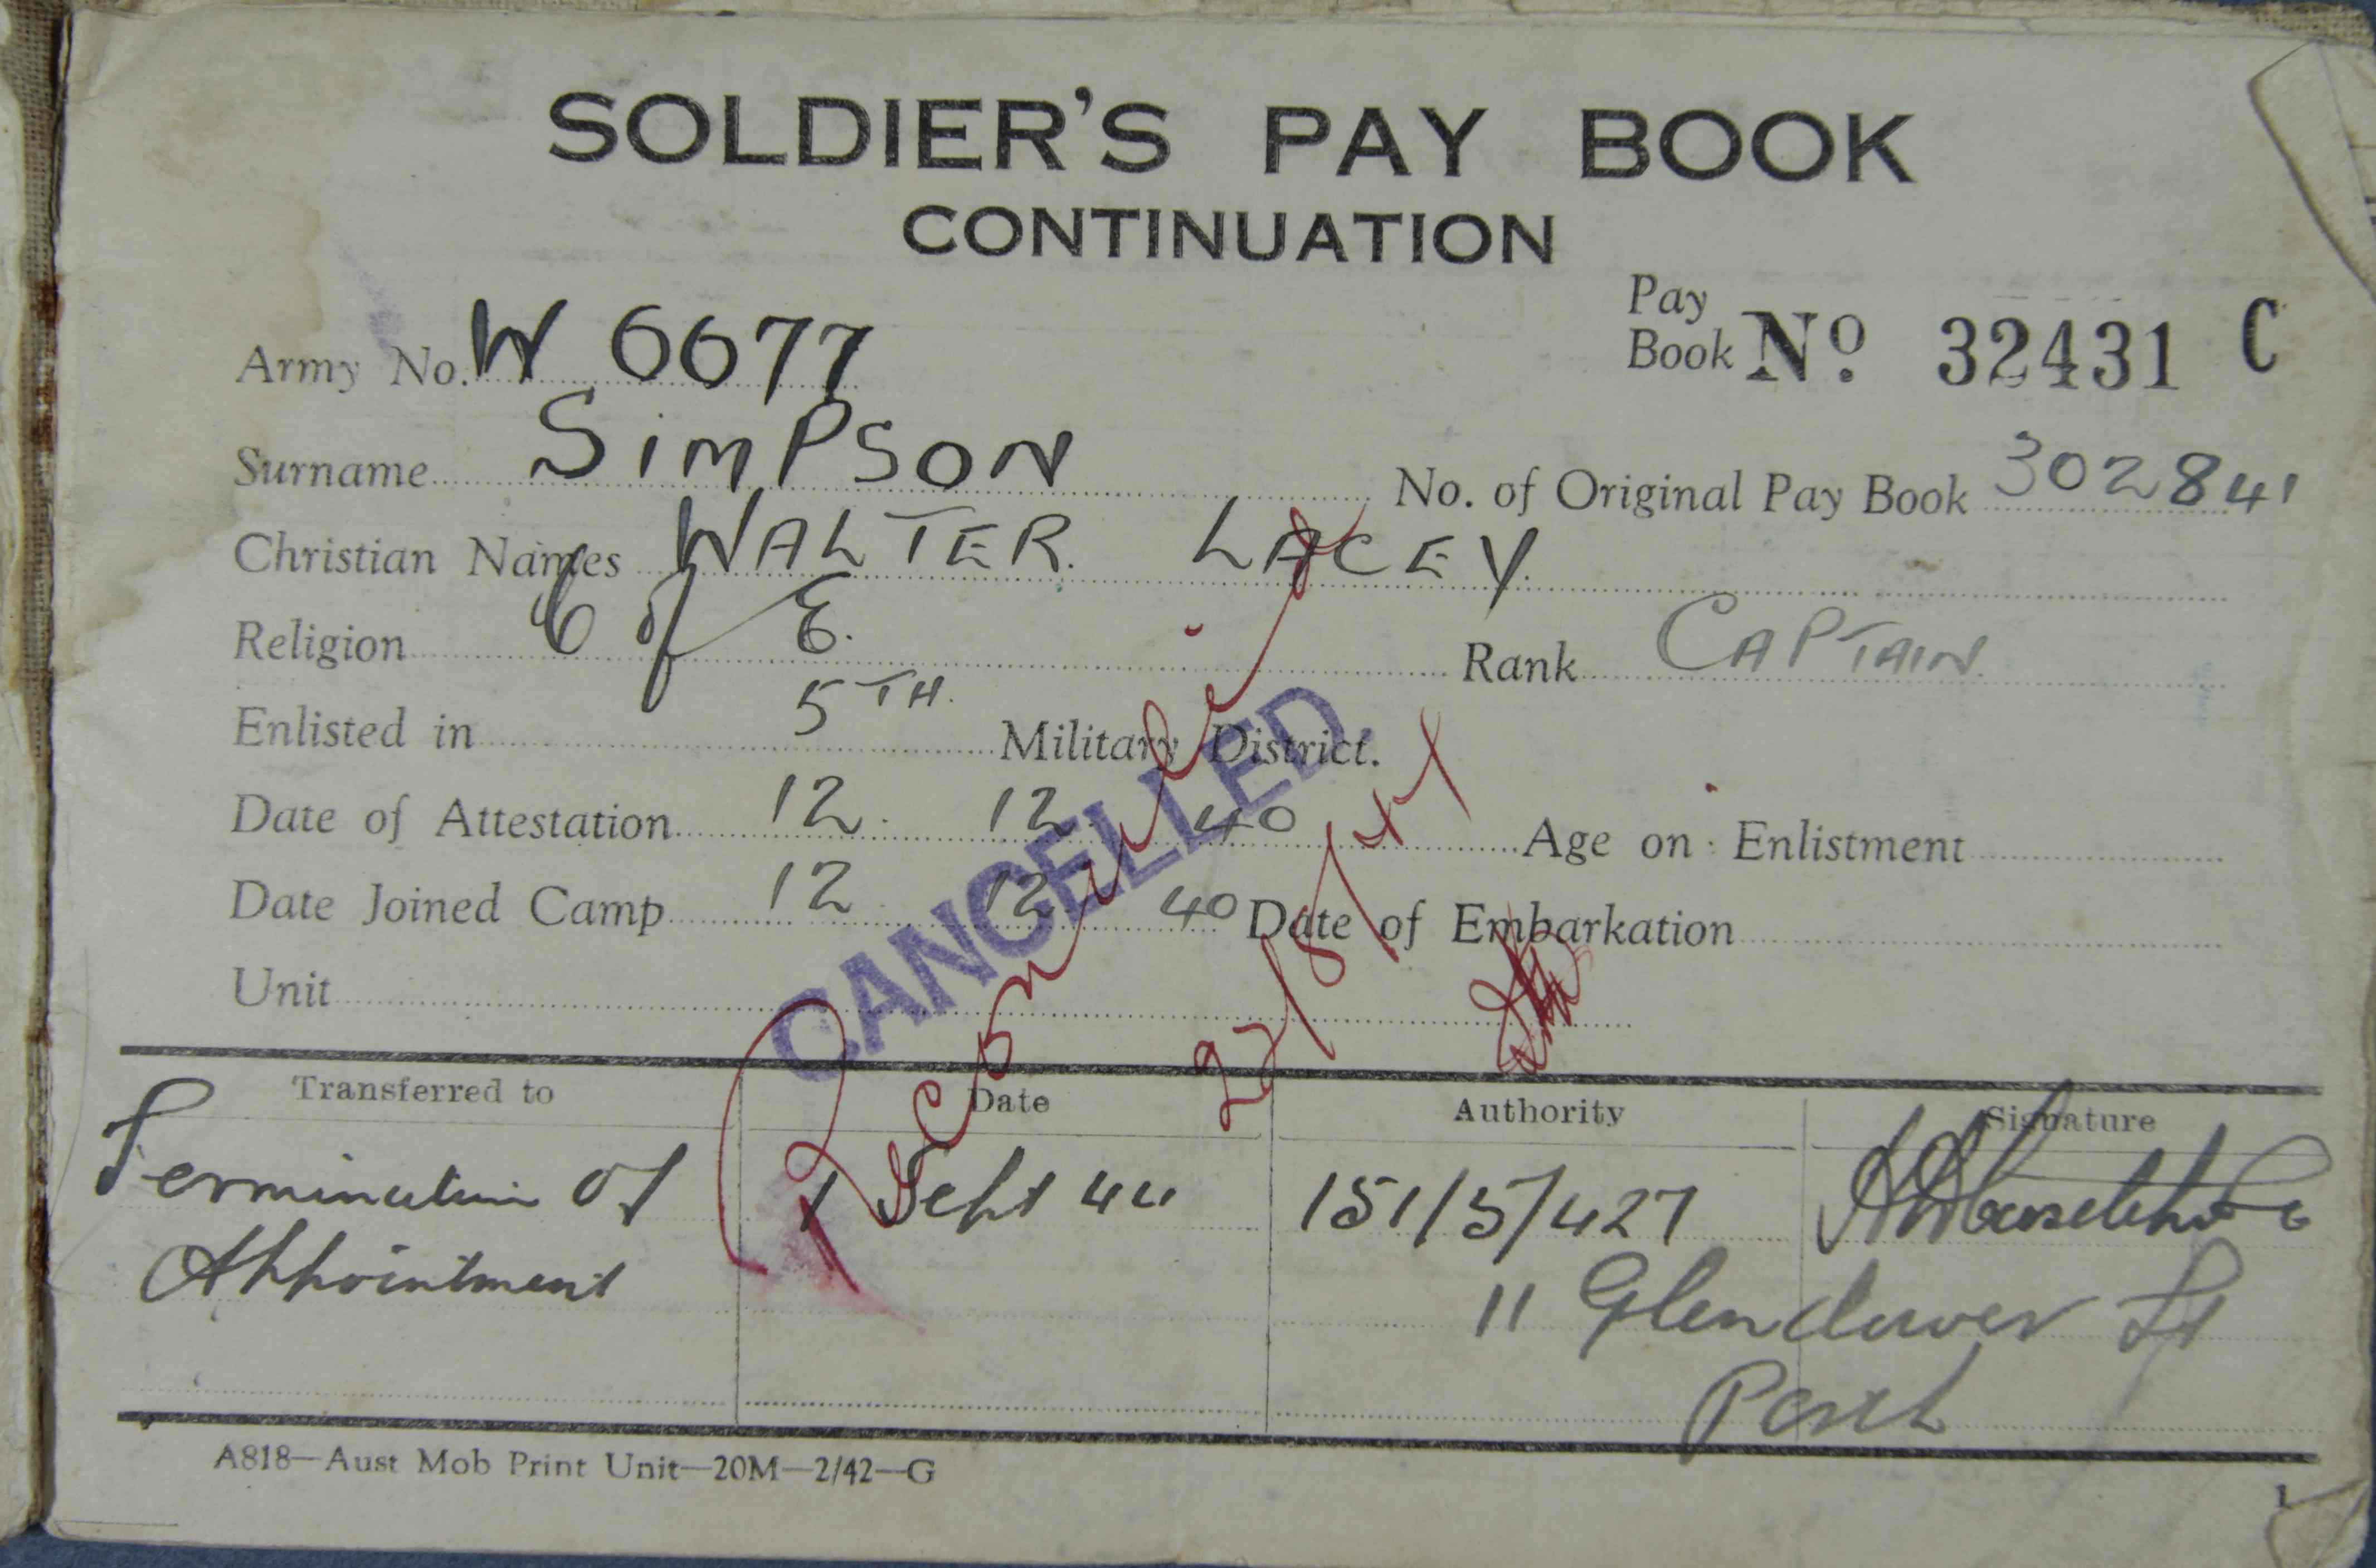 SOLDIER'S PAY BOOK
CONTINUATION
Army No. W 6677
Pay Book No 32431 C
Surname SIMPSON
No. of Original Pay Book 302841
Christian Names WALTER. LACEY.
Religion C of E.
Rank CAPTAIN.
Enlisted in 5TH. Military District.
Date of Attestation 12. 12. 40
Age on Enlistment
Date Joined Camp 12 12 40
Date of Embarkation
Unit
CANCELLED.
Reconciled
22/8/44
Transferred to Date Authority Signature
Termination of 1 Sept 44 151/5/427
Appointment
11 Glendower St
Perth
A818—Aust Mob Print Unit—20M—2/42—G
1